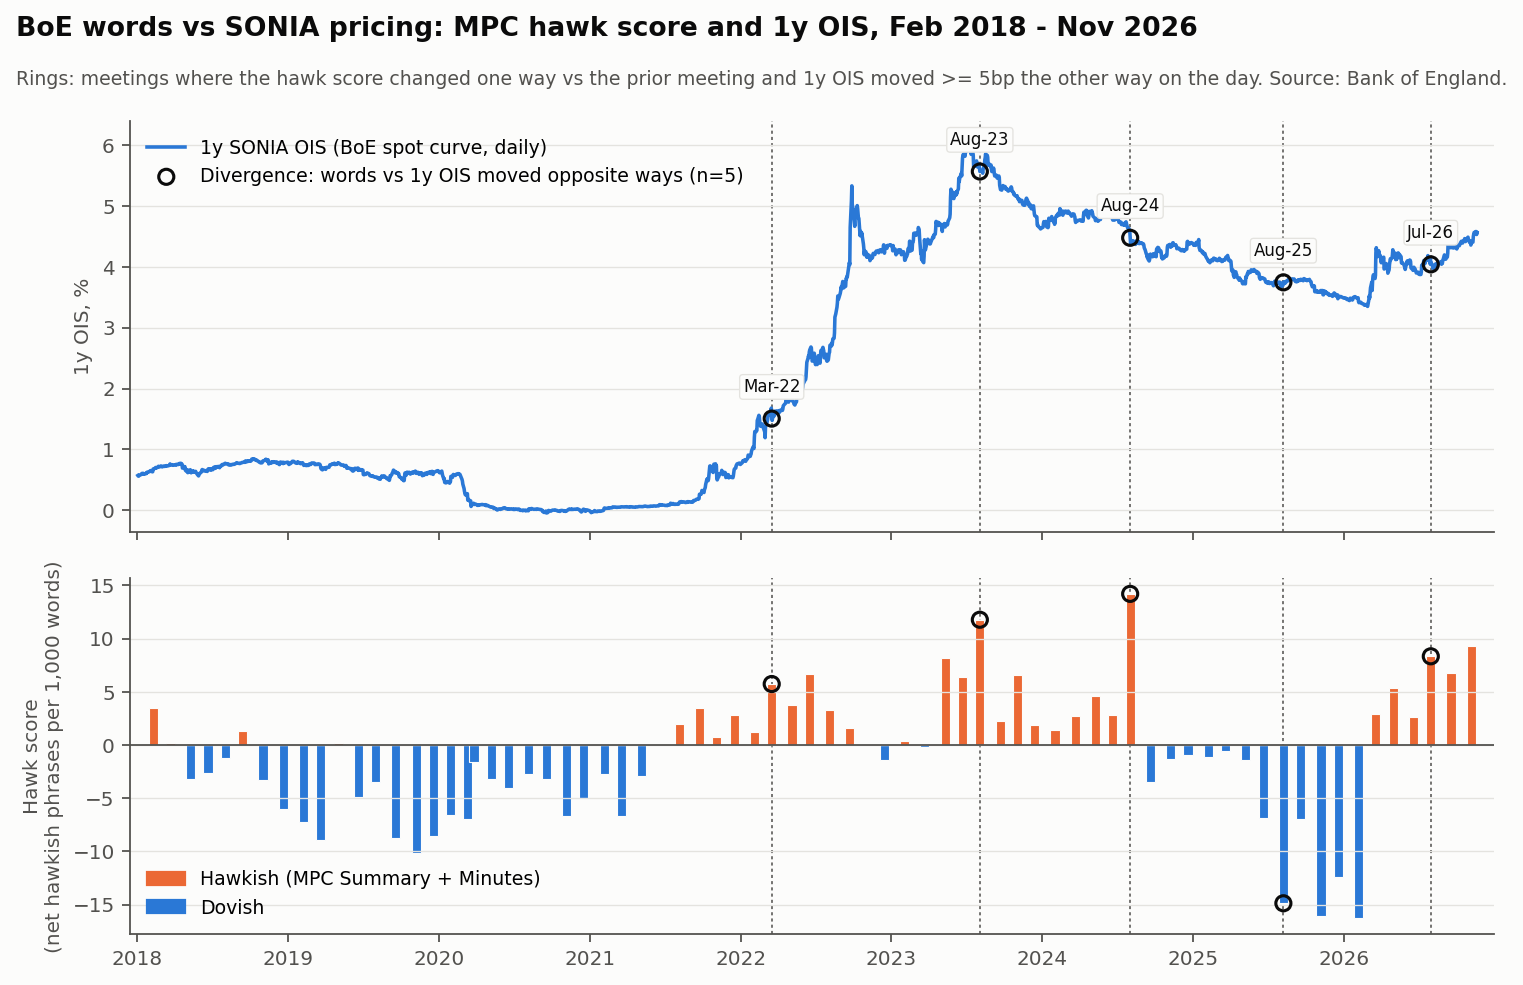 BoE words vs SONIA pricing: MPC hawk score and 1y OIS, Feb 2018 - Nov 2026
Rings: meetings where the hawk score changed one way vs the prior meeting and 1y OIS moved >= 5bp the other way on the day. Source: Bank of England.
1y SONIA OIS (BoE spot curve, daily)
Divergence: words vs 1y OIS moved opposite ways (n=5)
1y OIS, %
6
5
4
3
2
1
0
Mar-22
Aug-23
Aug-24
Aug-25
Jul-26
Hawk score
(net hawkish phrases per 1,000 words)
15
10
5
0
−5
−10
−15
Hawkish (MPC Summary + Minutes)
Dovish
2018 2019 2020 2021 2022 2023 2024 2025 2026